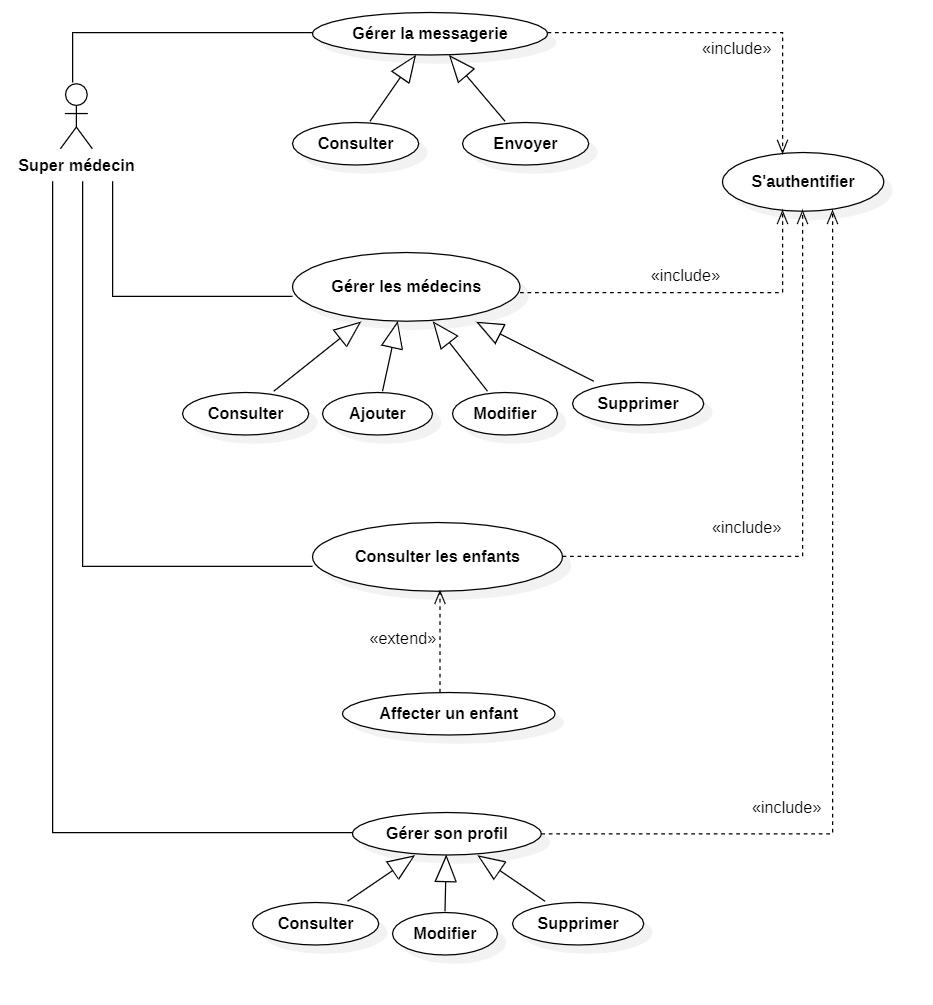 Gérer la messagerie
«include»
Consulter
Envoyer
Super médecin
S'authentifier
«include»
Gérer les médecins
Consulter
Ajouter
Modifier
Supprimer
«include»
Consulter les enfants
«extend»
Affecter un enfant
«include»
Gérer son profil
Consulter
Modifier
Supprimer